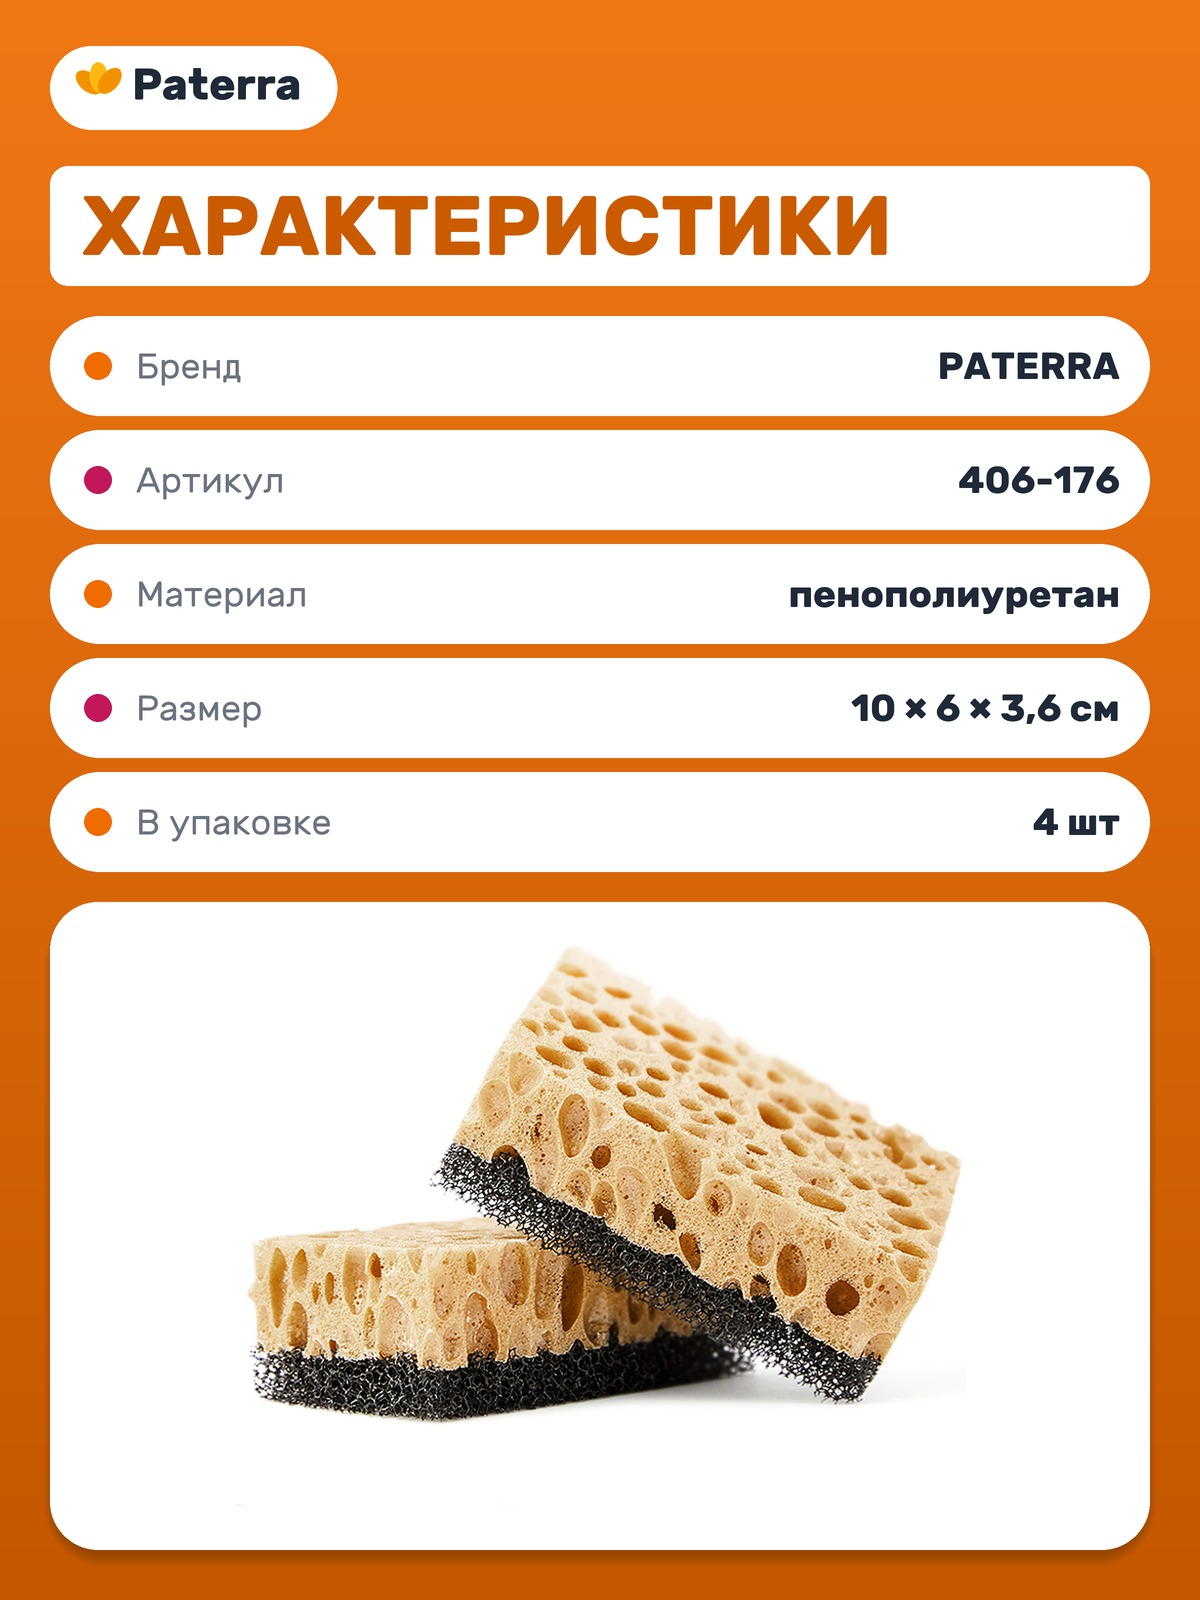 Paterra
ХАРАКТЕРИСТИКИ
Бренд PATERRA
Артикул 406-176
Материал пенополиуретан
Размер 10 × 6 × 3,6 см
В упаковке 4 шт